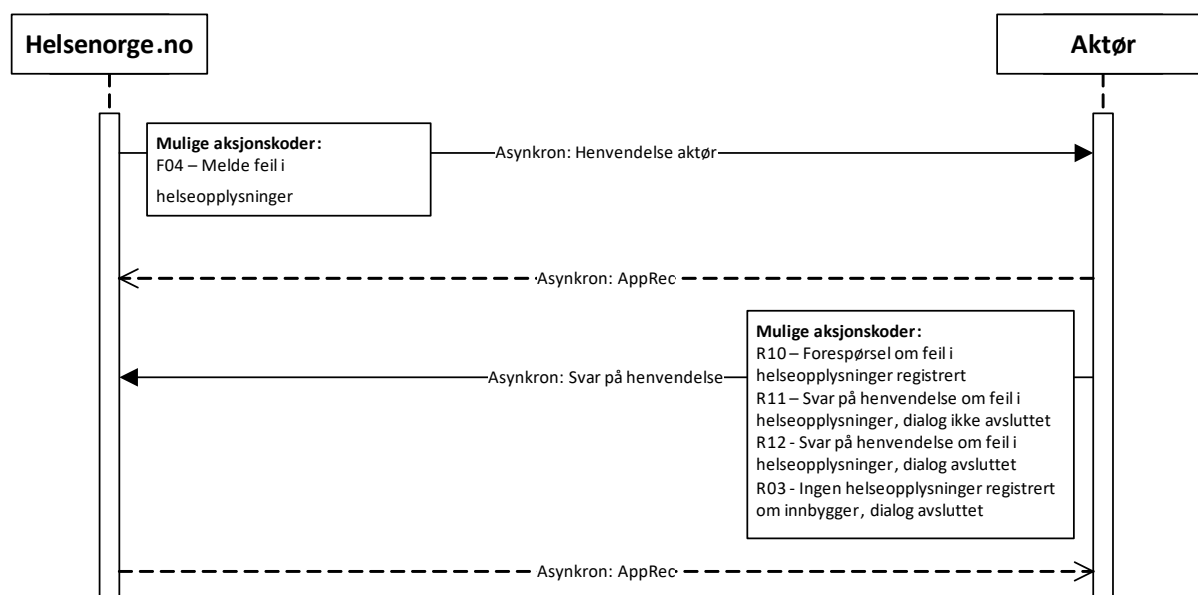 Helsenorge.no
Aktør
Mulige aksjonskoder:
F04 – Melde feil i
helseopplysninger
Asynkron: Henvendelse aktør
Asynkron: AppRec
Mulige aksjonskoder:
R10 – Forespørsel om feil i
helseopplysninger registrert
R11 – Svar på henvendelse om feil i
helseopplysninger, dialog ikke avsluttet
R12 - Svar på henvendelse om feil i
helseopplysninger, dialog avsluttet
R03 - Ingen helseopplysninger registrert
om innbygger, dialog avsluttet
Asynkron: Svar på henvendelse
Asynkron: AppRec